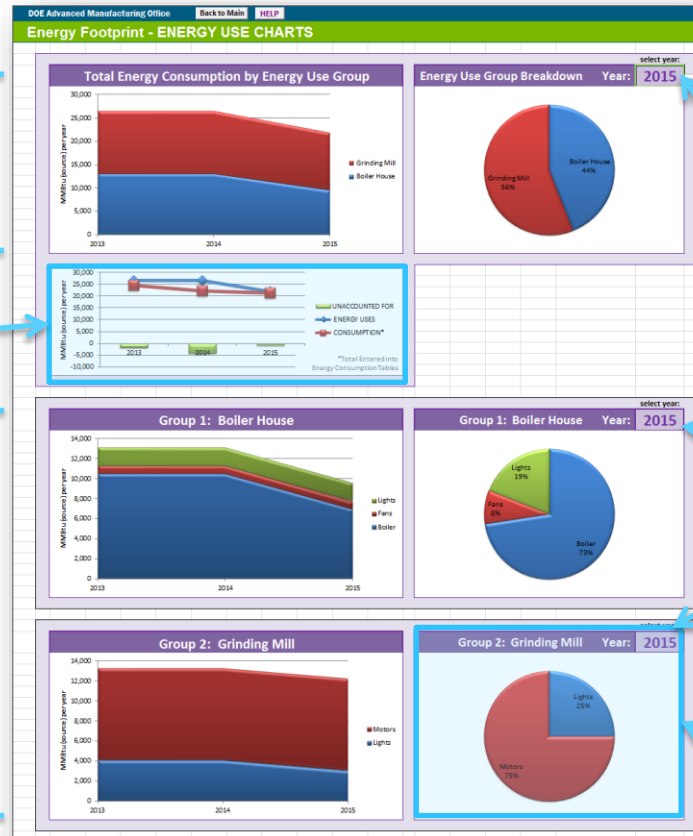 DOE Advanced Manufacturing Office Back to Main HELP
Energy Footprint - ENERGY USE CHARTS
select year:
Total Energy Consumption by Energy Use Group
Energy Use Group Breakdown Year: 2015
MMBtu (source) per year
30,000
25,000
20,000
15,000
10,000
5,000
0
2013 2014 2015
Grinding Mill
Boiler House
Grinding Mill
56%
Boiler House
44%
MMBtu (source) per year
30,000
25,000
20,000
15,000
10,000
5,000
0
-5,000
-10,000
2013 2014 2015
UNACCOUNTED FOR
ENERGY USES
CONSUMPTION*
*Total Entered into
Energy Consumption Tables
select year:
Group 1: Boiler House
Group 1: Boiler House Year: 2015
MMBtu (source) per year
14,000
12,000
10,000
8,000
6,000
4,000
2,000
0
2013 2014 2015
Lights
Fans
Boiler
Lights
19%
Fans
8%
Boiler
73%
select year:
Group 2: Grinding Mill
Group 2: Grinding Mill Year: 2015
MMBtu (source) per year
14,000
12,000
10,000
8,000
6,000
4,000
2,000
0
2013 2014 2015
Motors
Lights
Lights
25%
Motors
75%